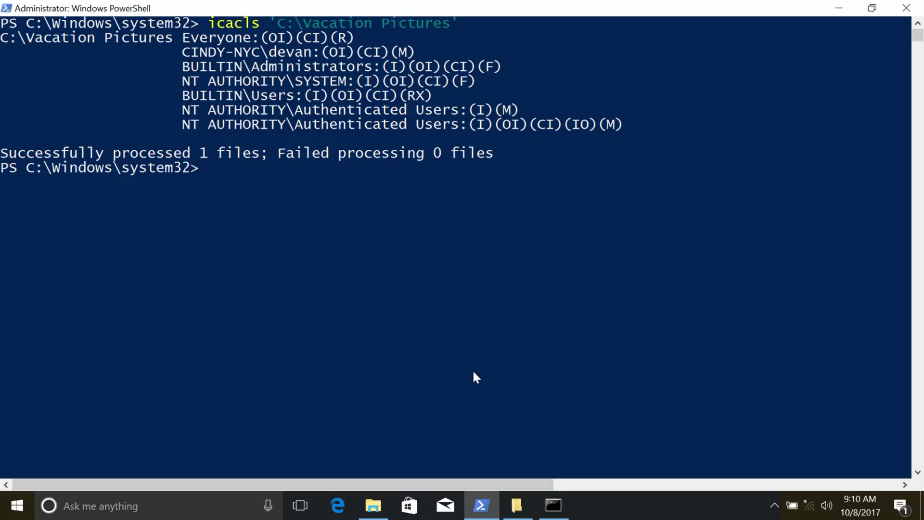 Administrator: Windows PowerShell
PS C:\Windows\system32> icacls 'C:\Vacation Pictures'
C:\Vacation Pictures Everyone:(OI)(CI)(R)
CINDY-NYC\devan:(OI)(CI)(M)
BUILTIN\Administrators:(I)(OI)(CI)(F)
NT AUTHORITY\SYSTEM:(I)(OI)(CI)(F)
BUILTIN\Users:(I)(OI)(CI)(RX)
NT AUTHORITY\Authenticated Users:(I)(M)
NT AUTHORITY\Authenticated Users:(I)(OI)(CI)(IO)(M)
Successfully processed 1 files; Failed processing 0 files
PS C:\Windows\system32>
Ask me anything
9:10 AM
10/8/2017
1